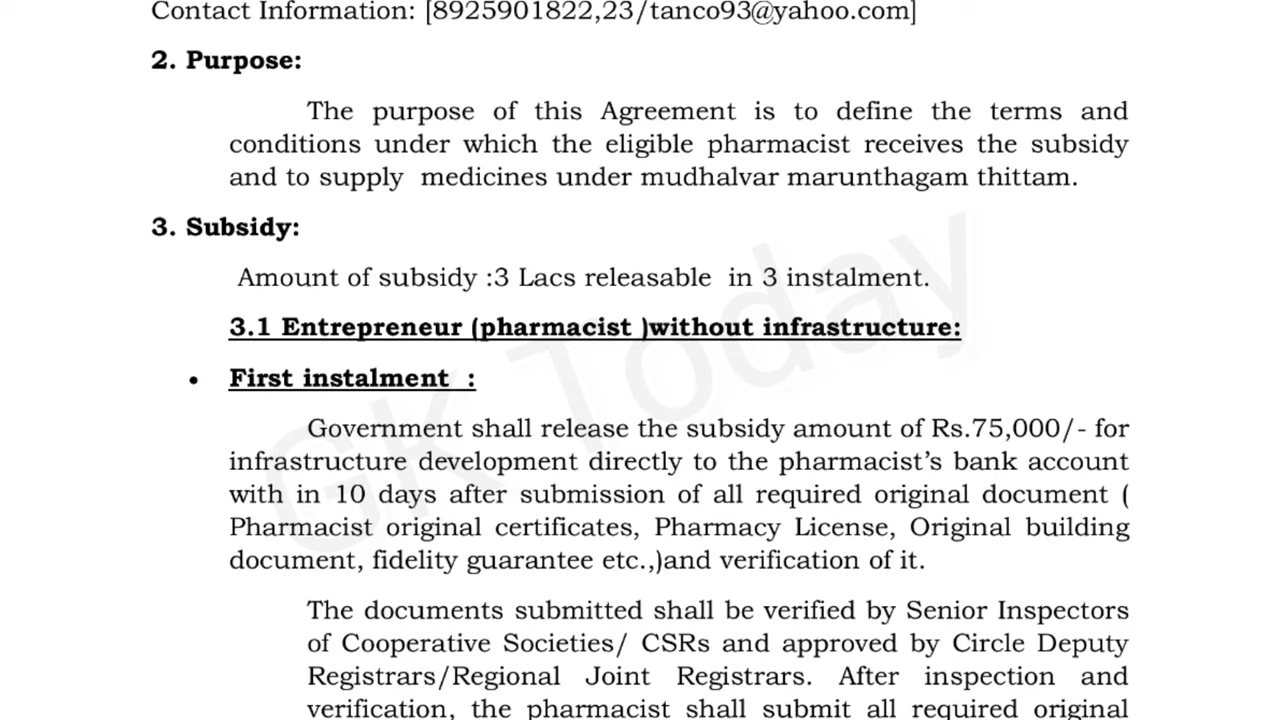 Contact Information: [8925901822,23/tanco93@yahoo.com]
2. Purpose:
The purpose of this Agreement is to define the terms and
conditions under which the eligible pharmacist receives the subsidy
and to supply medicines under mudhalvar marunthagam thittam.
3. Subsidy:
Amount of subsidy :3 Lacs releasable in 3 instalment.
3.1 Entrepreneur (pharmacist )without infrastructure:
• First instalment :
Government shall release the subsidy amount of Rs.75,000/- for
infrastructure development directly to the pharmacist’s bank account
with in 10 days after submission of all required original document (
Pharmacist original certificates, Pharmacy License, Original building
document, fidelity guarantee etc.,)and verification of it.
The documents submitted shall be verified by Senior Inspectors
of Cooperative Societies/ CSRs and approved by Circle Deputy
Registrars/Regional Joint Registrars. After inspection and
verification, the pharmacist shall submit all required original
GK Today